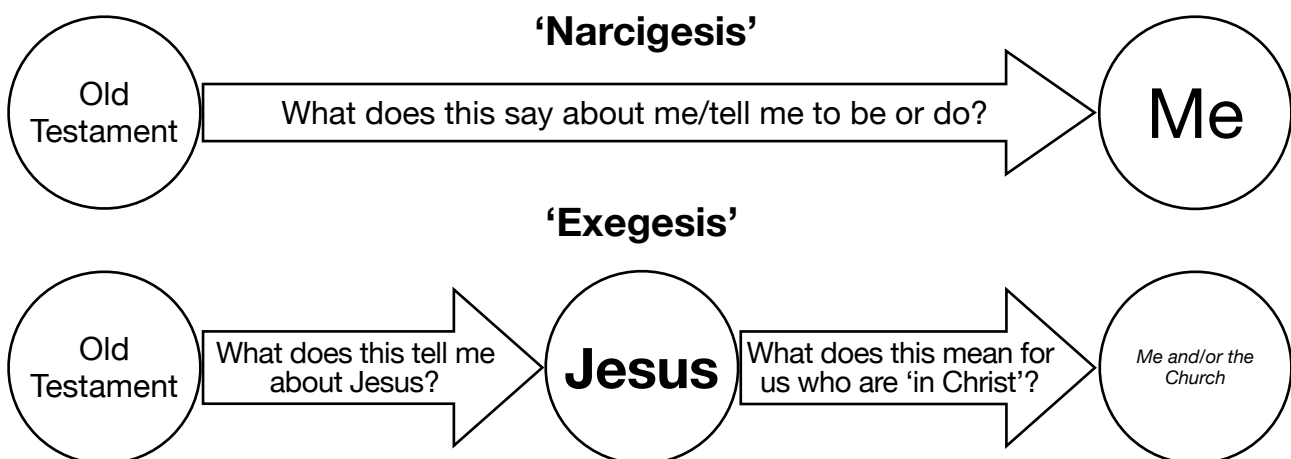 ‘Narcigesis’
Old
Testament
What does this say about me/tell me to be or do?
Me
‘Exegesis’
Old
Testament
What does this tell me
about Jesus?
Jesus
What does this mean for
us who are ‘in Christ’?
Me and/or the
Church